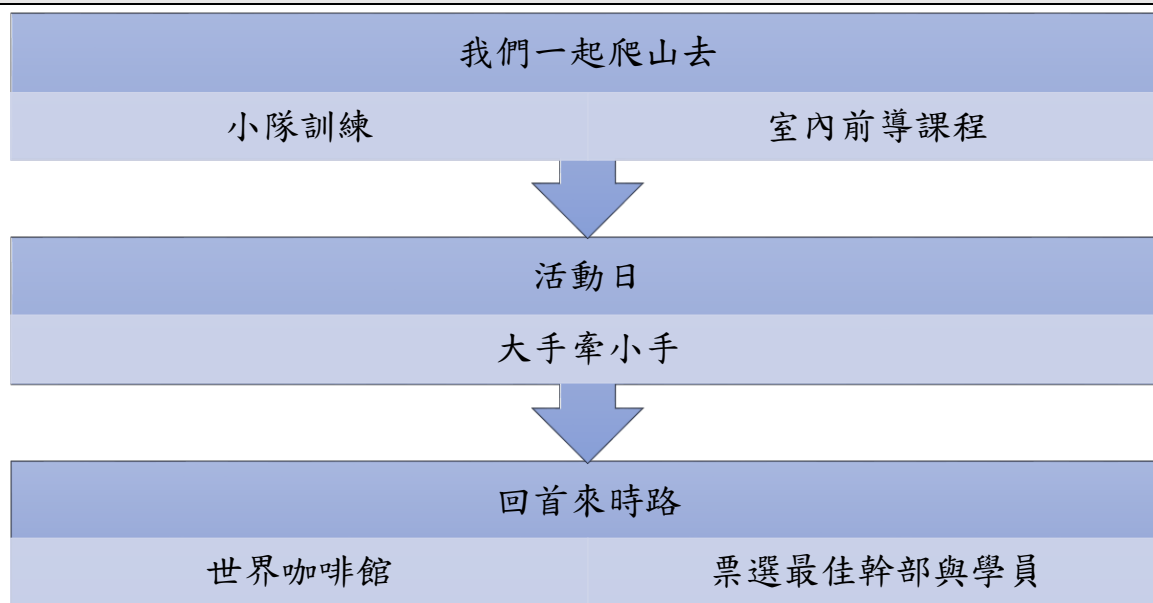 我們一起爬山去
小隊訓練
室內前導課程
活動日
大手牽小手
回首來時路
世界咖啡館
票選最佳幹部與學員